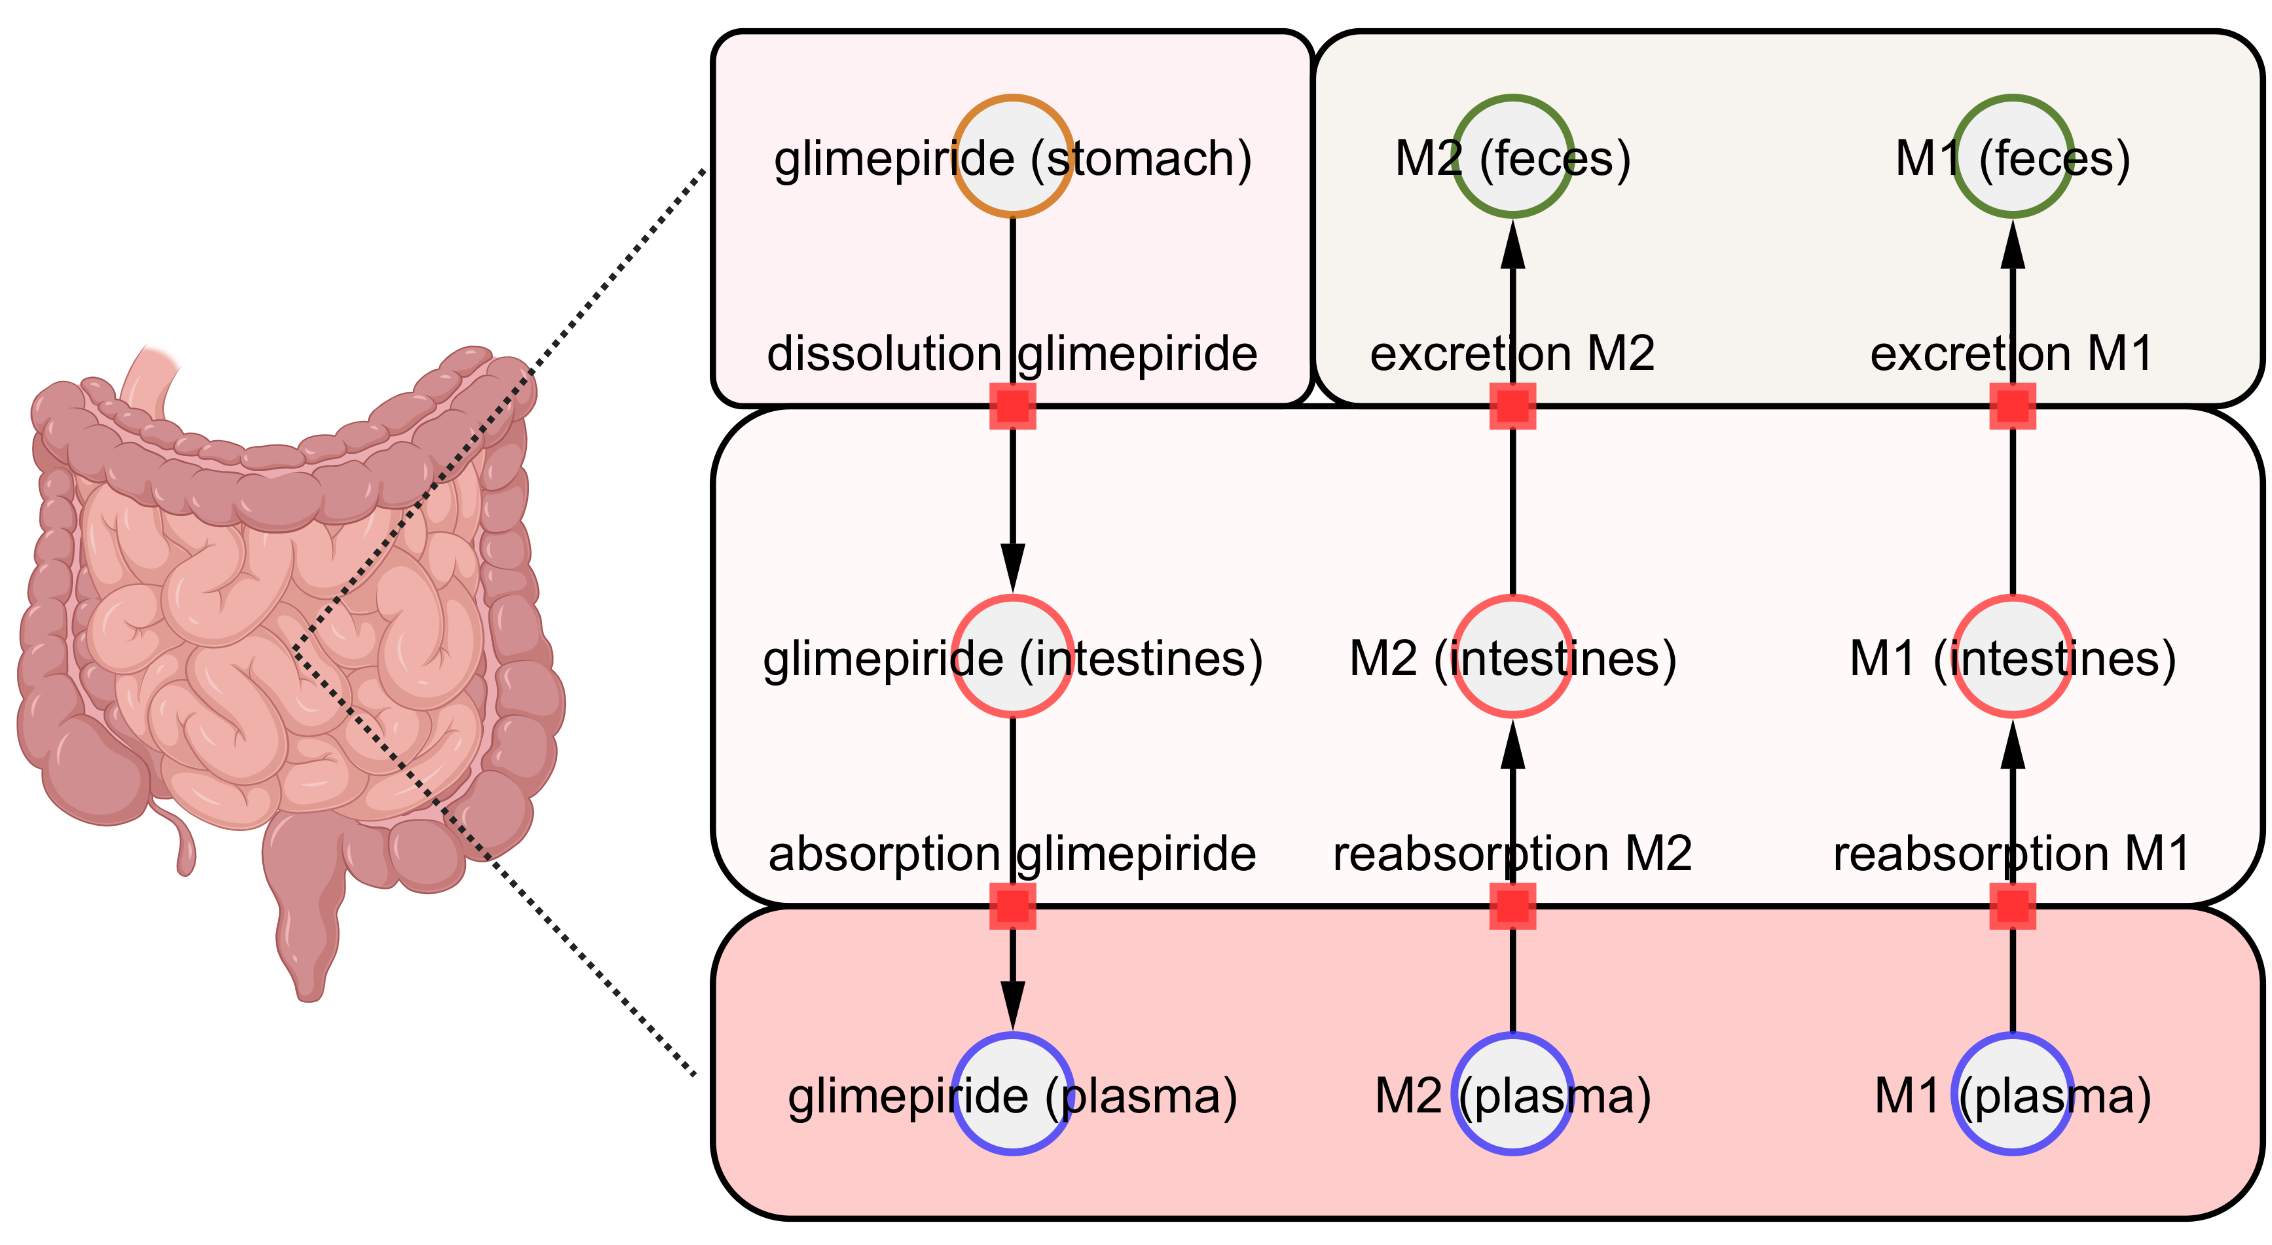 glimepiride (stomach)
M2 (feces)
M1 (feces)
dissolution glimepiride
excretion M2
excretion M1
glimepiride (intestines)
M2 (intestines)
M1 (intestines)
absorption glimepiride
reabsorption M2
reabsorption M1
glimepiride (plasma)
M2 (plasma)
M1 (plasma)